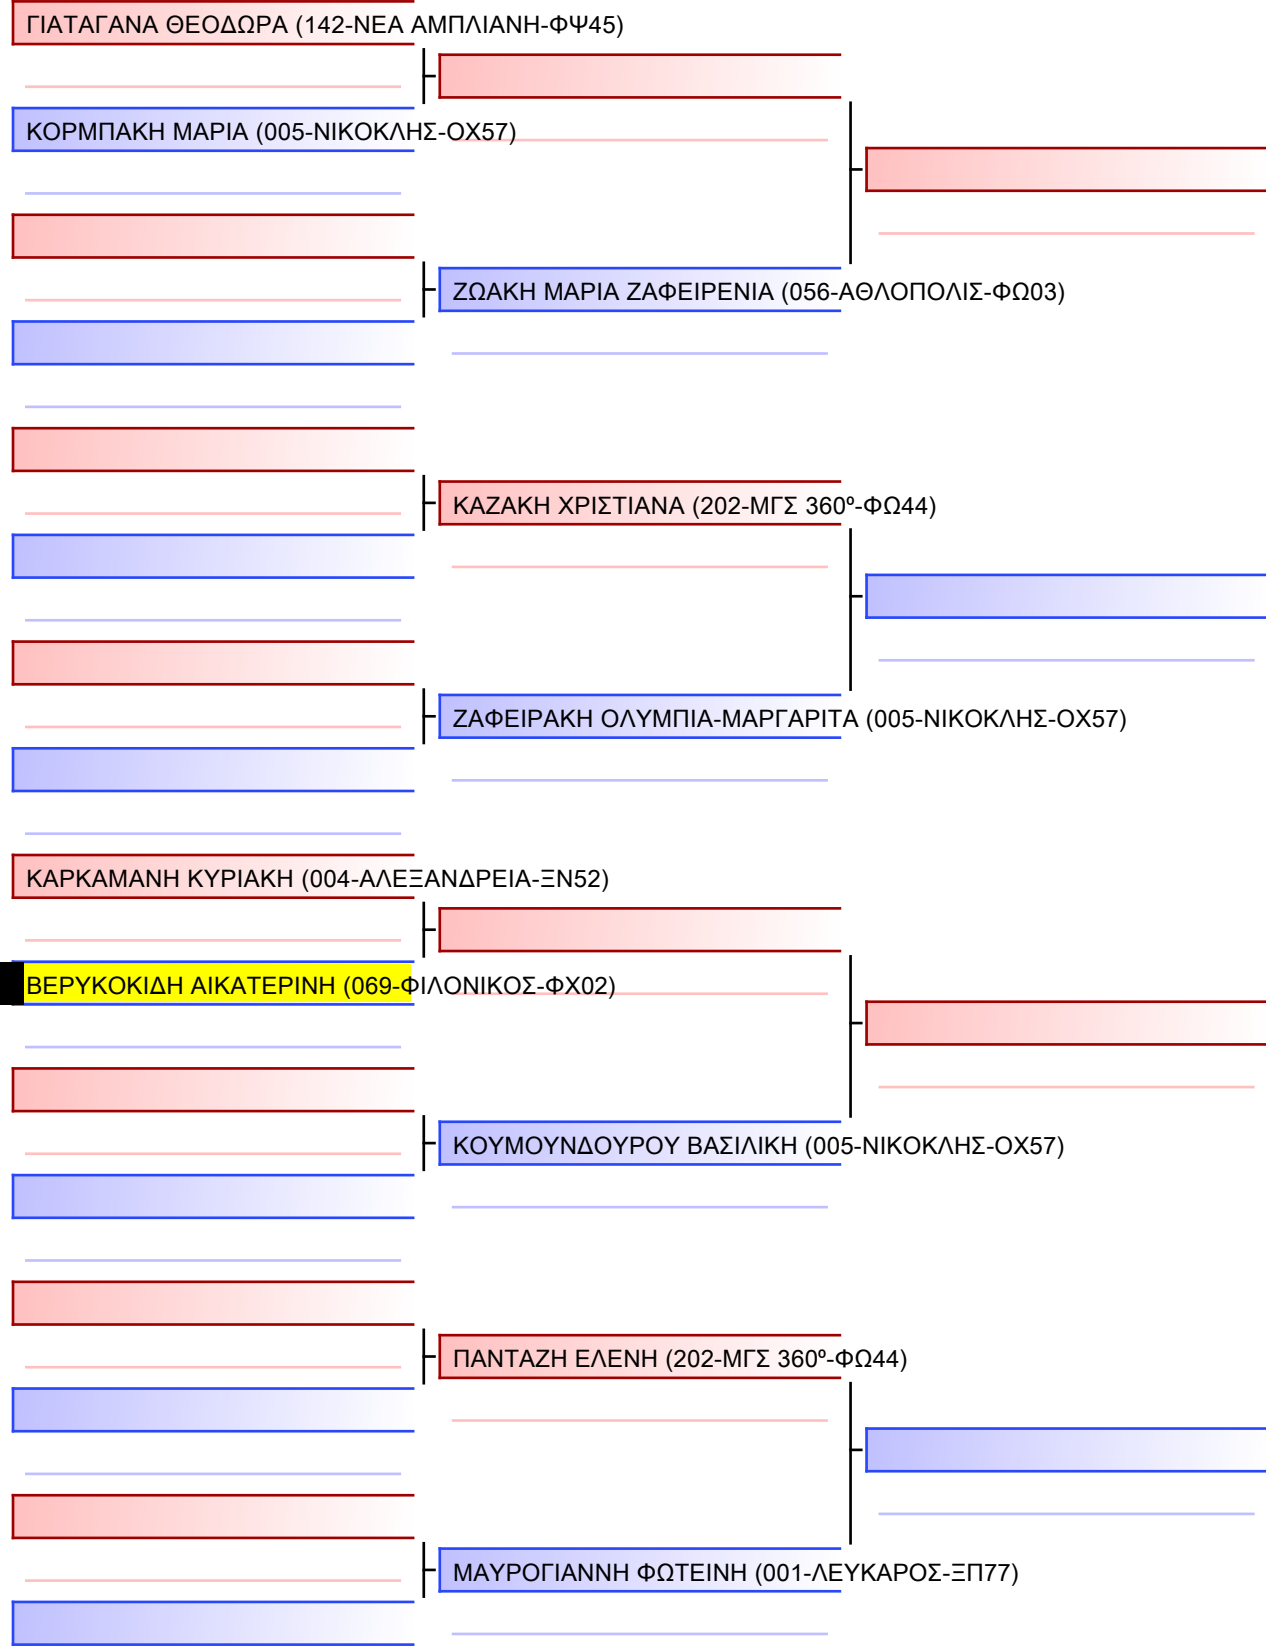 ΓΙΑΤΑΓΑΝΑ ΘΕΟΔΩΡΑ (142-ΝΕΑ ΑΜΠΛΙΑΝΗ-ΦΨ45)
ΚΟΡΜΠΑΚΗ ΜΑΡΙΑ (005-ΝΙΚΟΚΛΗΣ-ΟΧ57)
ΖΩΑΚΗ ΜΑΡΙΑ ΖΑΦΕΙΡΕΝΙΑ (056-ΑΘΛΟΠΟΛΙΣ-ΦΩ03)
ΚΑΖΑΚΗ ΧΡΙΣΤΙΑΝΑ (202-ΜΓΣ 360º-ΦΩ44)
ΖΑΦΕΙΡΑΚΗ ΟΛΥΜΠΙΑ-ΜΑΡΓΑΡΙΤΑ (005-ΝΙΚΟΚΛΗΣ-ΟΧ57)
ΚΑΡΚΑΜΑΝΗ ΚΥΡΙΑΚΗ (004-ΑΛΕΞΑΝΔΡΕΙΑ-ΞΝ52)
ΒΕΡΥΚΟΚΙΔΗ ΑΙΚΑΤΕΡΙΝΗ (069-ΦΙΛΟΝΙΚΟΣ-ΦΧ02)
ΚΟΥΜΟΥΝΔΟΥΡΟΥ ΒΑΣΙΛΙΚΗ (005-ΝΙΚΟΚΛΗΣ-ΟΧ57)
ΠΑΝΤΑΖΗ ΕΛΕΝΗ (202-ΜΓΣ 360º-ΦΩ44)
ΜΑΥΡΟΓΙΑΝΝΗ ΦΩΤΕΙΝΗ (001-ΛΕΥΚΑΡΟΣ-ΞΠ77)